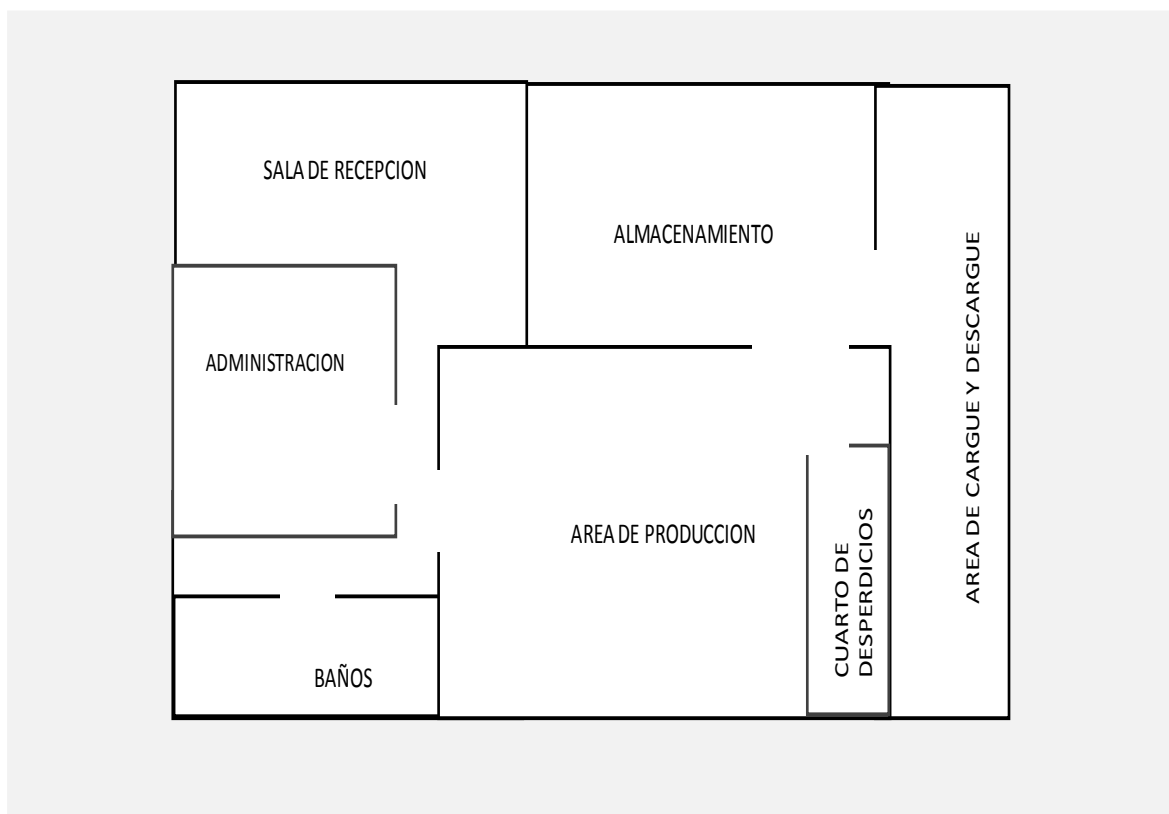 SALA DE RECEPCION
ALMACENAMIENTO
ADMINISTRACION
AREA DE PRODUCCION
BAÑOS
CUARTO DE
DESPERDICIOS
AREA DE CARGUE Y DESCARGUE